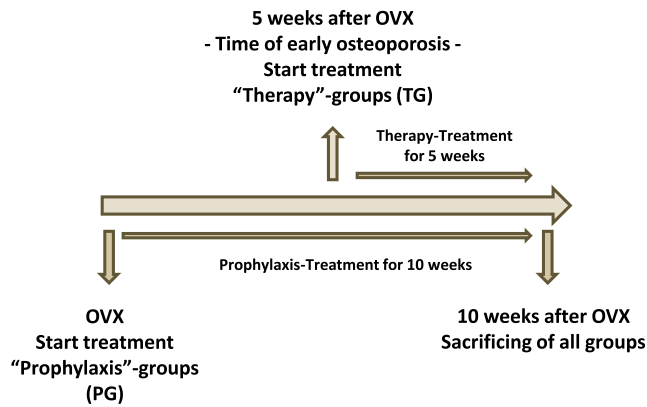 5 weeks after OVX
- Time of early osteoporosis -
Start treatment
“Therapy”-groups (TG)
Therapy-Treatment
for 5 weeks
Prophylaxis-Treatment for 10 weeks
OVX
Start treatment
“Prophylaxis”-groups
(PG)
10 weeks after OVX
Sacrificing of all groups